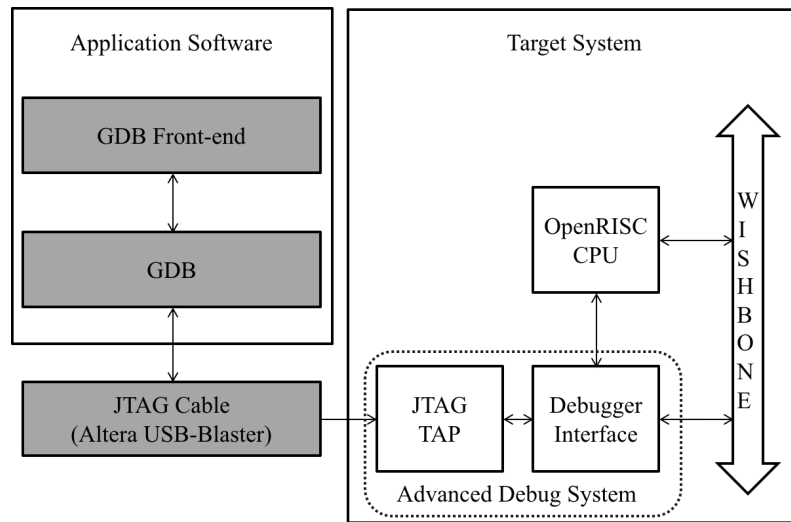 Application Software
Target System
GDB Front-end
GDB
JTAG Cable
(Altera USB-Blaster)
OpenRISC
CPU
WISHBONE
JTAG
TAP
Debugger
Interface
Advanced Debug System